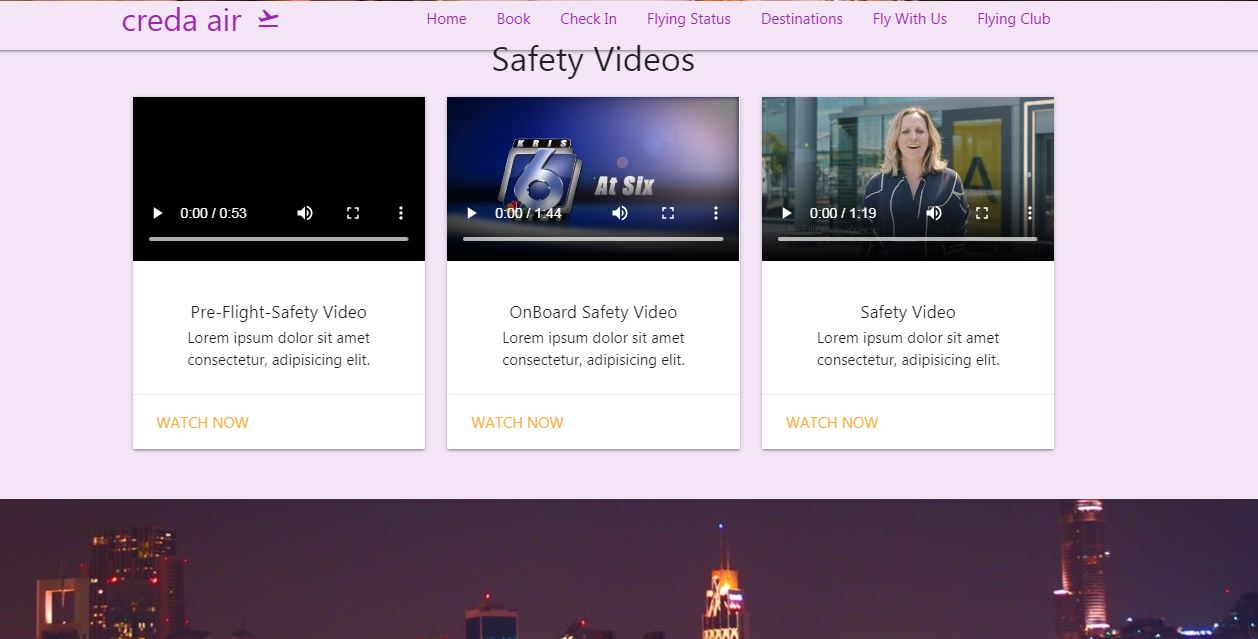 creda air
Home Book Check In Flying Status Destinations Fly With Us Flying Club
Safety Videos
KRIS
6
At Six
A
0:00 / 0:53
0:00 / 1:44
0:00 / 1:19
Pre-Flight-Safety Video
Lorem ipsum dolor sit amet
consectetur, adipisicing elit.
WATCH NOW
OnBoard Safety Video
Lorem ipsum dolor sit amet
consectetur, adipisicing elit.
WATCH NOW
Safety Video
Lorem ipsum dolor sit amet
consectetur, adipisicing elit.
WATCH NOW